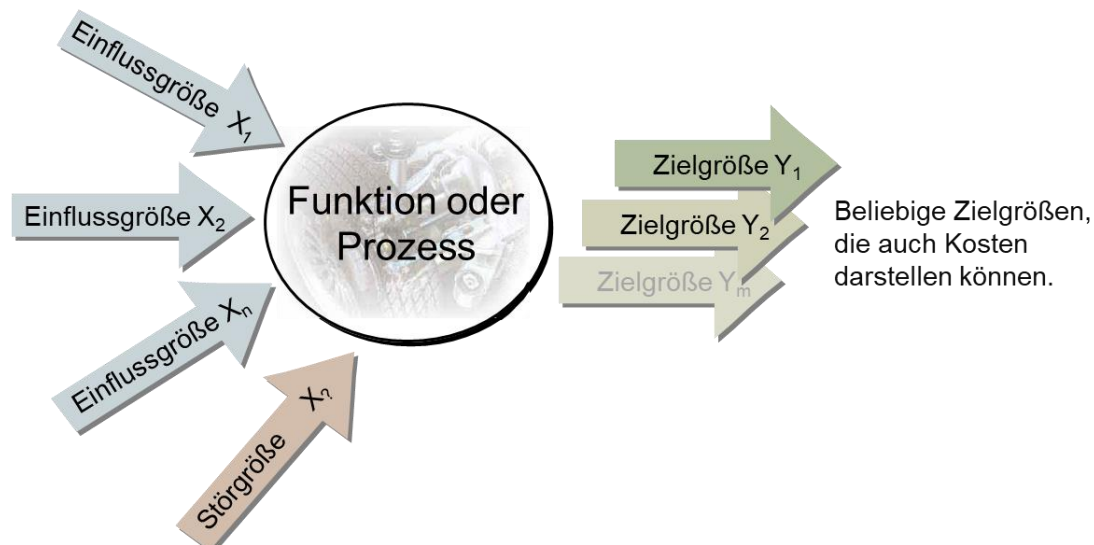 Einflussgröße X1
Einflussgröße X2
Einflussgröße Xn
Störgröße X?
Funktion oder
Prozess
Zielgröße Y1
Zielgröße Y2
Zielgröße Ym
Beliebige Zielgrößen,
die auch Kosten
darstellen können.